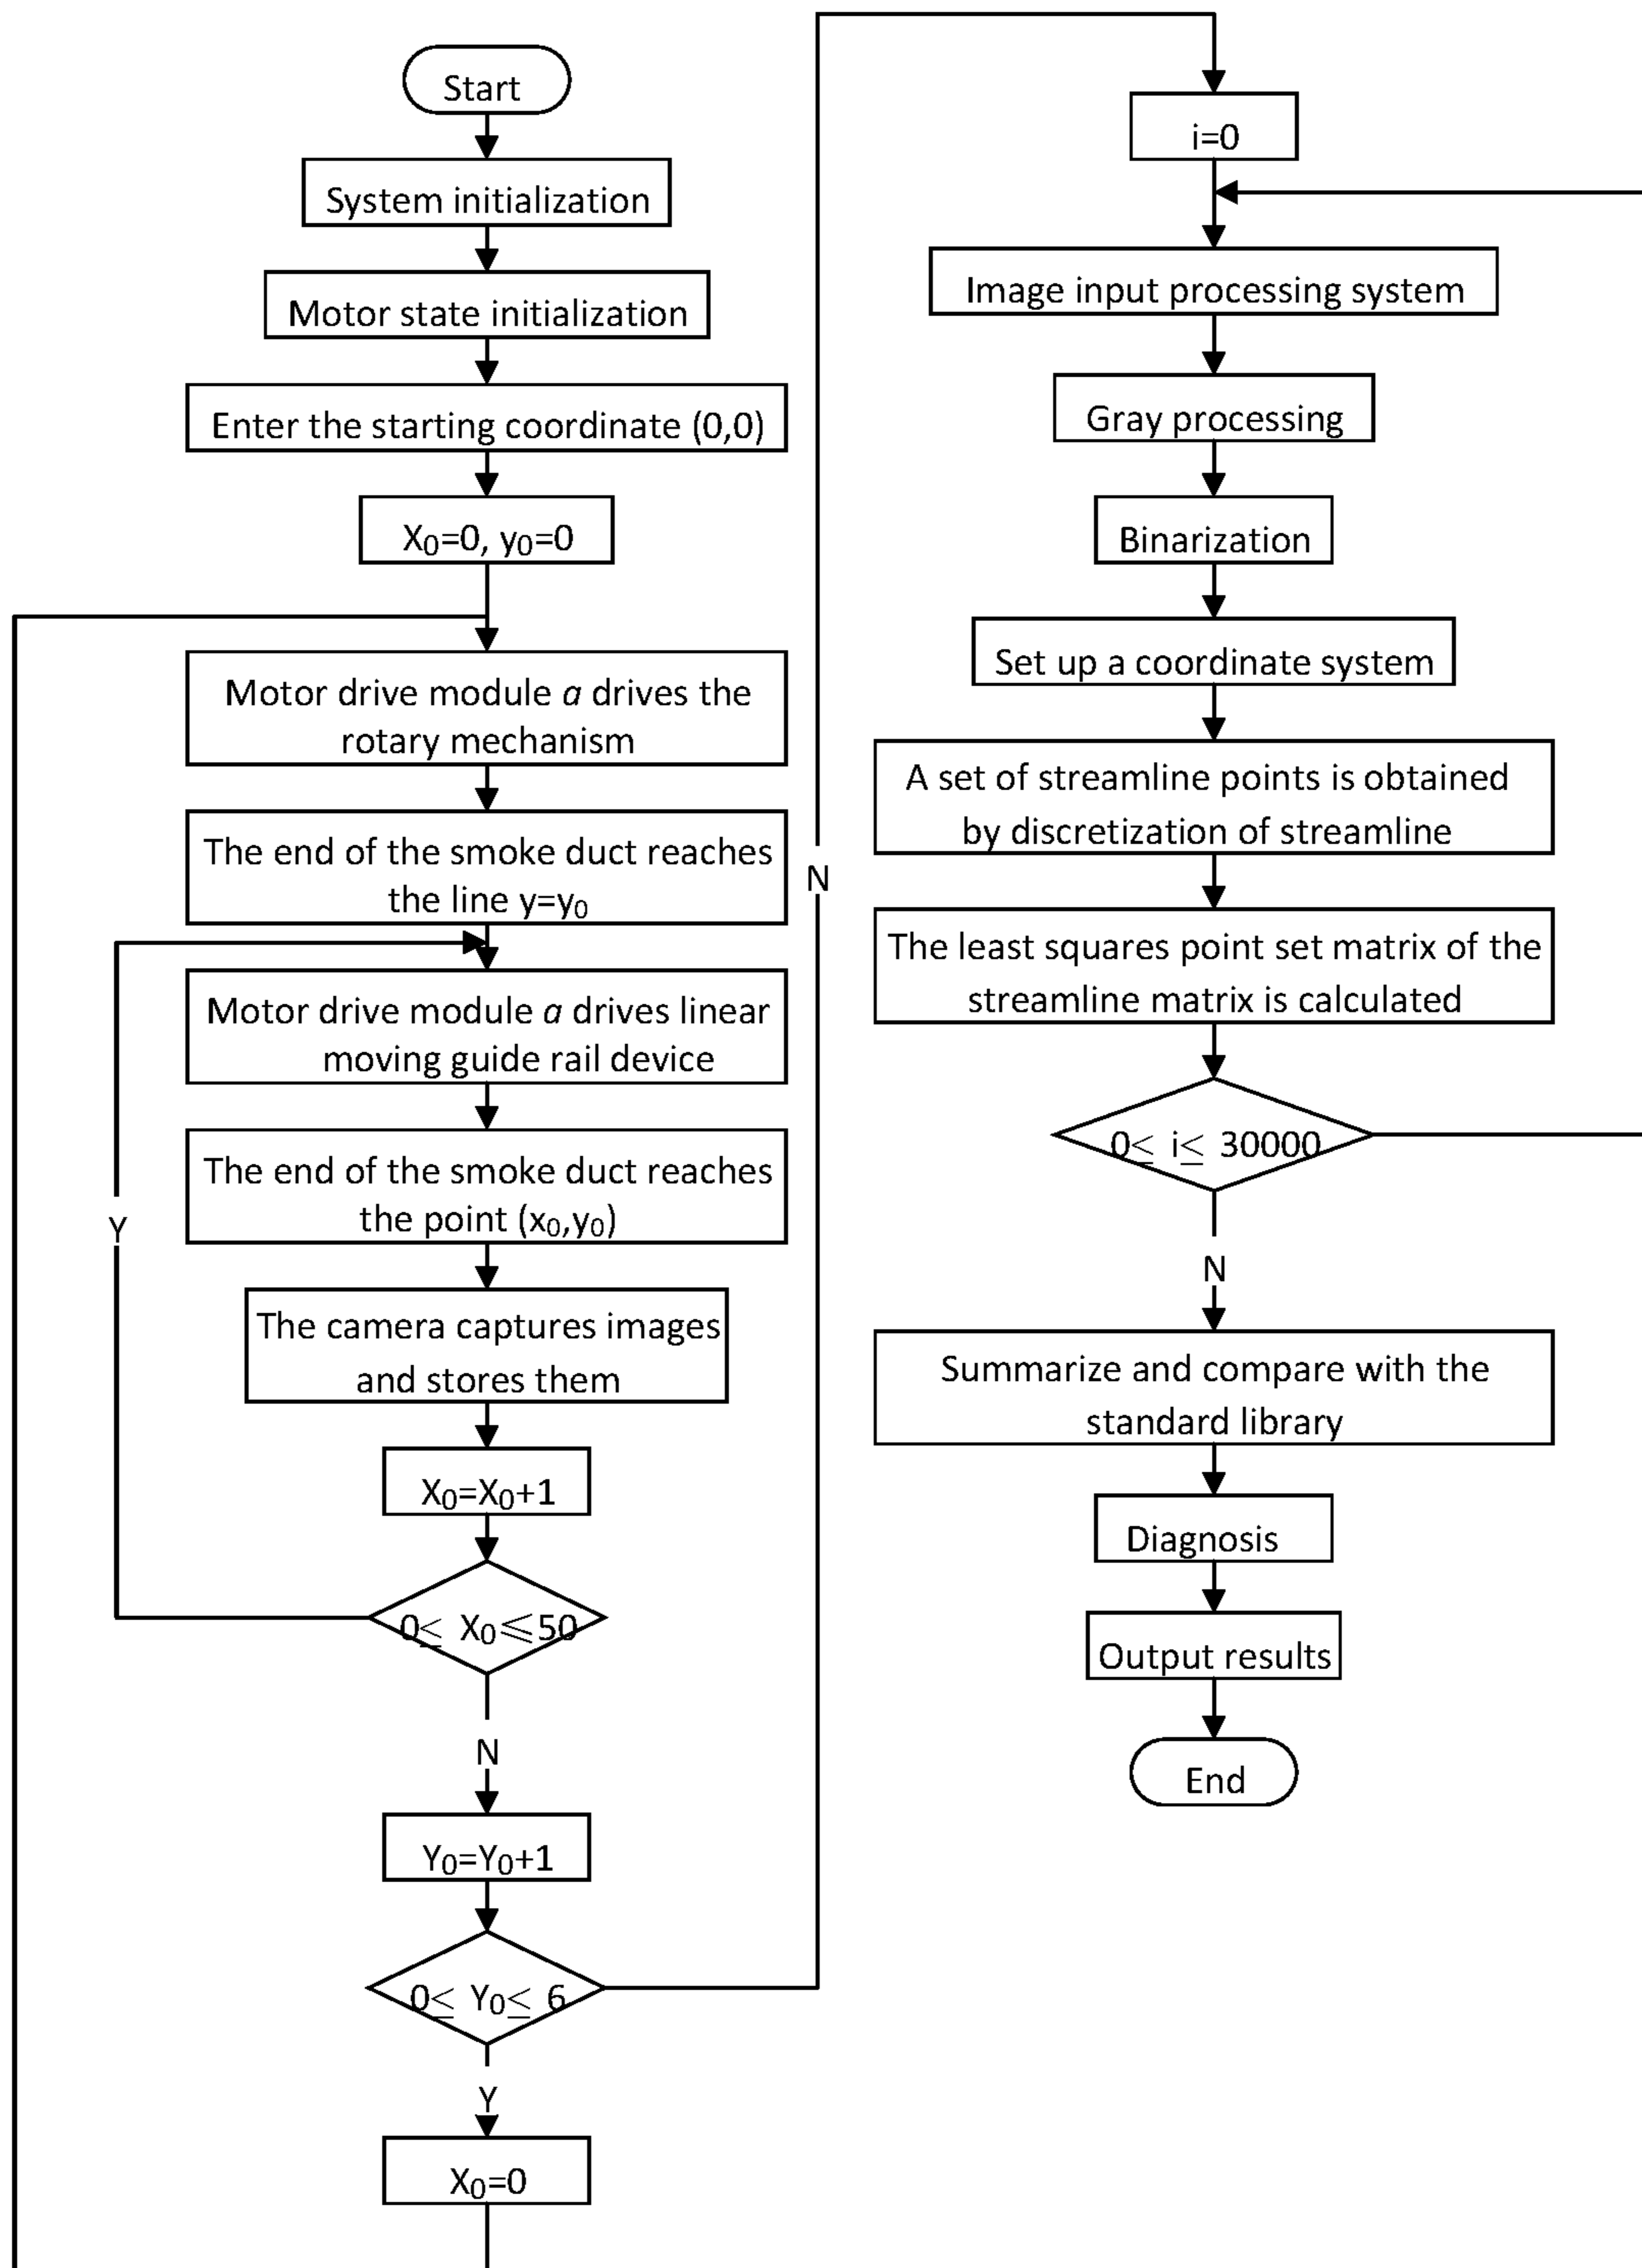 Start
System initialization
Motor state initialization
Enter the starting coordinate (0,0)
X₀=0, y₀=0
Motor drive module a drives the
rotary mechanism
The end of the smoke duct reaches
the line y=y₀
Motor drive module a drives linear
moving guide rail device
The end of the smoke duct reaches
the point (x₀,y₀)
Y
The camera captures images
and stores them
X₀=X₀+1
0≤ X₀≤50
N
Y₀=Y₀+1
0≤ Y₀≤ 6
Y
X₀=0
N
i=0
Image input processing system
Gray processing
Binarization
Set up a coordinate system
A set of streamline points is obtained
by discretization of streamline
The least squares point set matrix of the
streamline matrix is calculated
0≤ i≤ 30000
N
Summarize and compare with the
standard library
Diagnosis
Output results
End